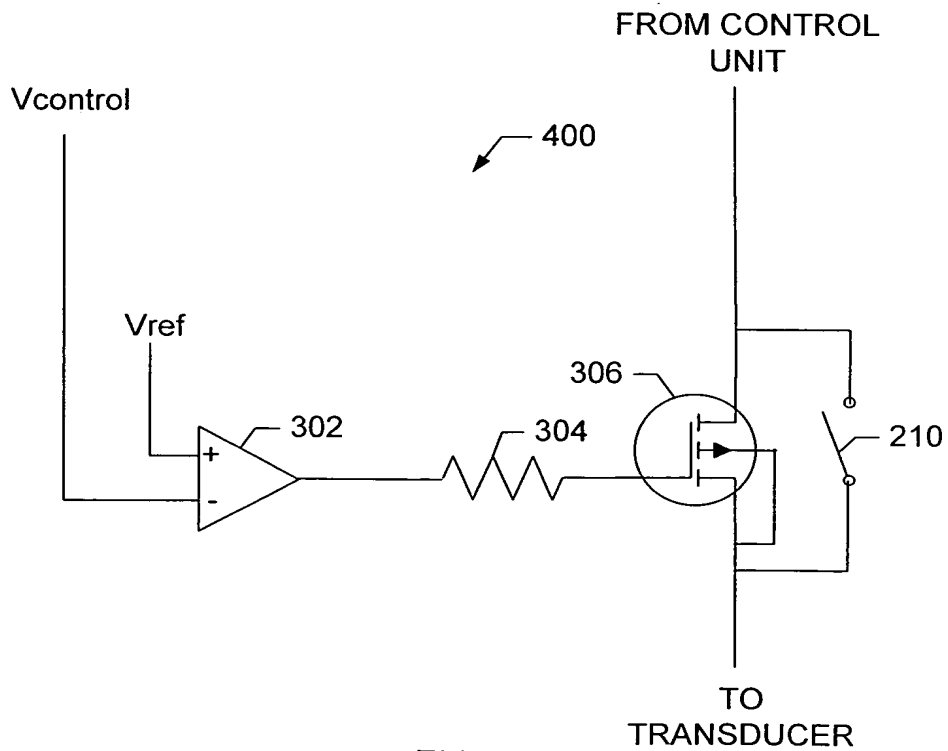 FROM CONTROL
UNIT
Vcontrol
400
Vref
306
302
304
210
+
-
TO
TRANSDUCER